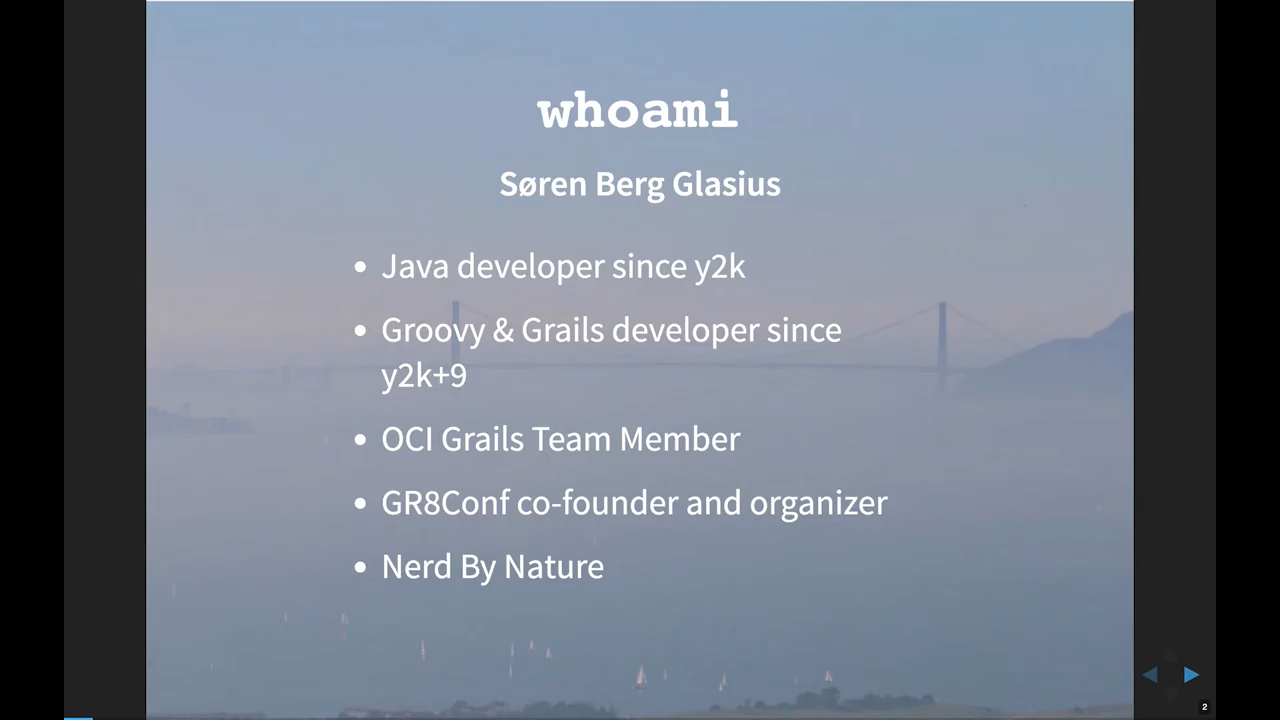 whoami
Søren Berg Glasius
• Java developer since y2k
• Groovy & Grails developer since
y2k+9
• OCI Grails Team Member
• GR8Conf co-founder and organizer
• Nerd By Nature
2